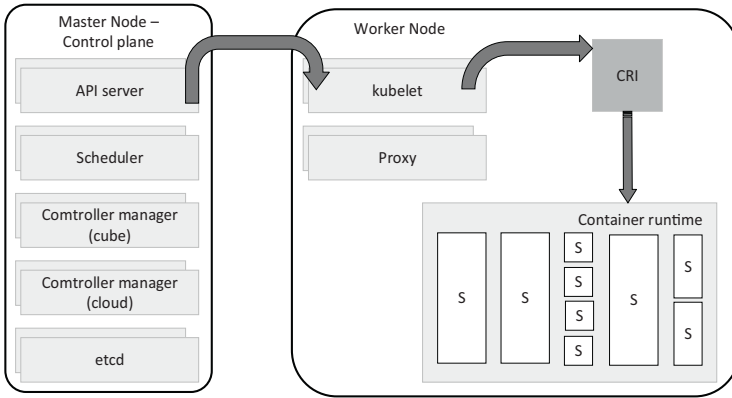 Master Node –
Control plane
API server
Scheduler
Comtroller manager
(cube)
Comtroller manager
(cloud)
etcd
Worker Node
kubelet
Proxy
CRI
Container runtime
S
S
S
S
S
S
S
S
S